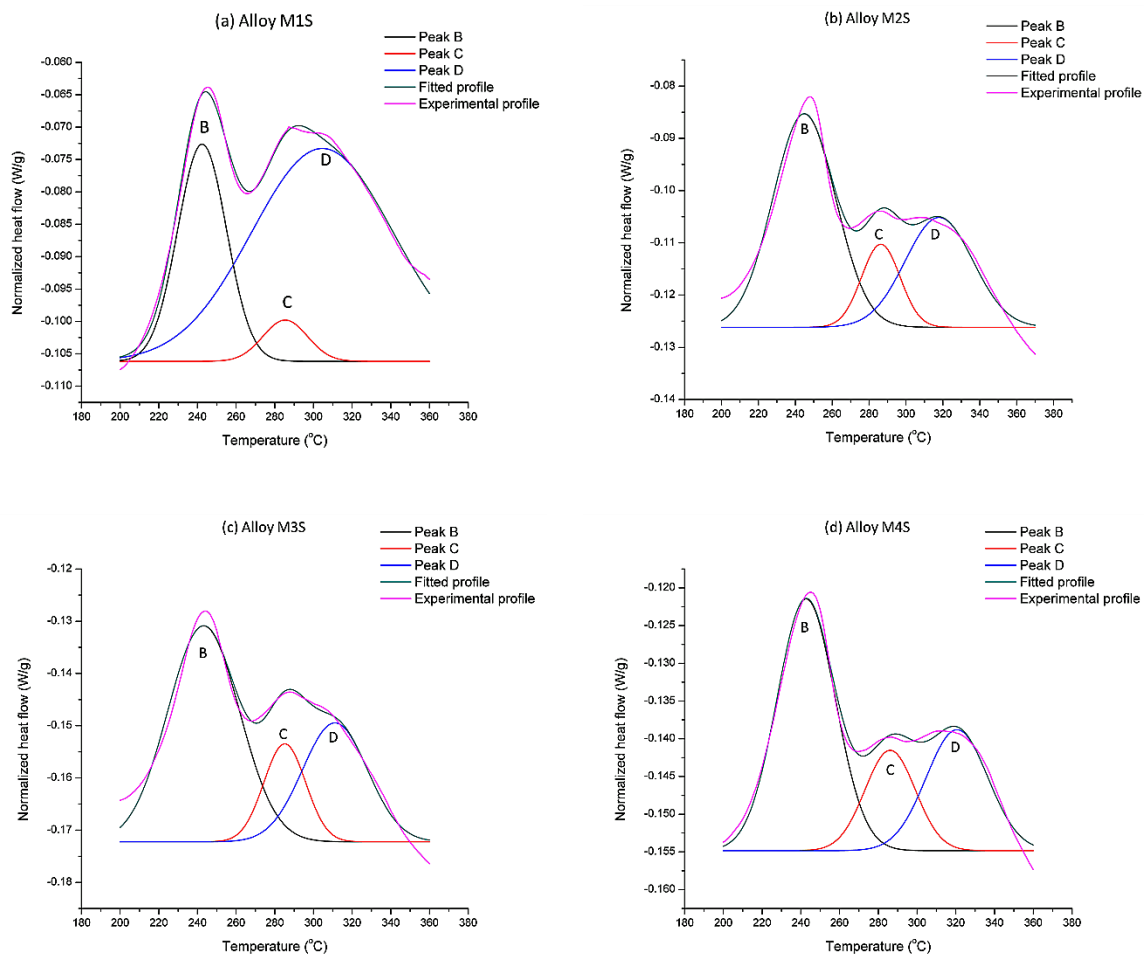 (a) Alloy M1S
Peak B
Peak C
Peak D
Fitted profile
Experimental profile
-0.060
-0.065
-0.070
-0.075
-0.080
-0.085
-0.090
-0.095
-0.100
-0.105
-0.110
Normalized heat flow (W/g)
B
D
C
180 200 220 240 260 280 300 320 340 360 380
Temperature (°C)
(b) Alloy M2S
Peak B
Peak C
Peak D
Fitted profile
Experimental profile
-0.08
-0.09
-0.10
-0.11
-0.12
-0.13
-0.14
Normalized heat flow (W/g)
B
C
D
180 200 220 240 260 280 300 320 340 360 380
Temperature (°C)
(c) Alloy M3S
Peak B
Peak C
Peak D
Fitted profile
Experimental profile
-0.12
-0.13
-0.14
-0.15
-0.16
-0.17
-0.18
Normalized heat flow (W/g)
B
C
D
180 200 220 240 260 280 300 320 340 360 380
Temperature (°C)
(d) Alloy M4S
Peak B
Peak C
Peak D
Fitted profile
Experimental profile
-0.120
-0.125
-0.130
-0.135
-0.140
-0.145
-0.150
-0.155
-0.160
Normalized heat flow (W/g)
B
C
D
180 200 220 240 260 280 300 320 340 360 380
Temperature (°C)